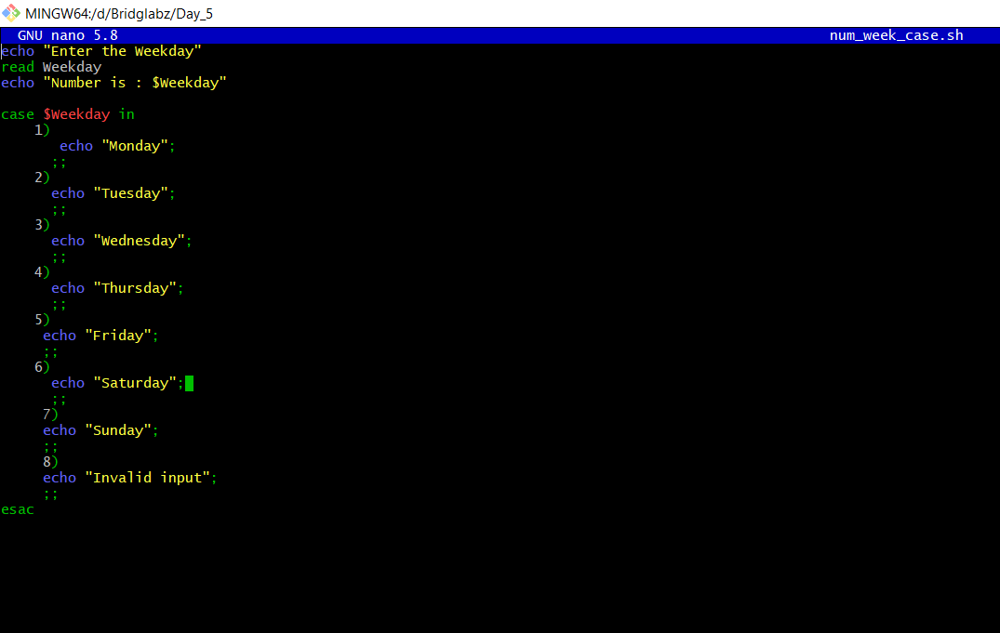 MINGW64:/d/Bridglabz/Day_5
GNU nano 5.8 num_week_case.sh
echo "Enter the Weekday"
read Weekday
echo "Number is : $Weekday"
case $Weekday in
1)
echo "Monday";
;;
2)
echo "Tuesday";
;;
3)
echo "Wednesday";
;;
4)
echo "Thursday";
;;
5)
echo "Friday";
;;
6)
echo "Saturday";
;;
7)
echo "Sunday";
;;
8)
echo "Invalid input";
;;
esac